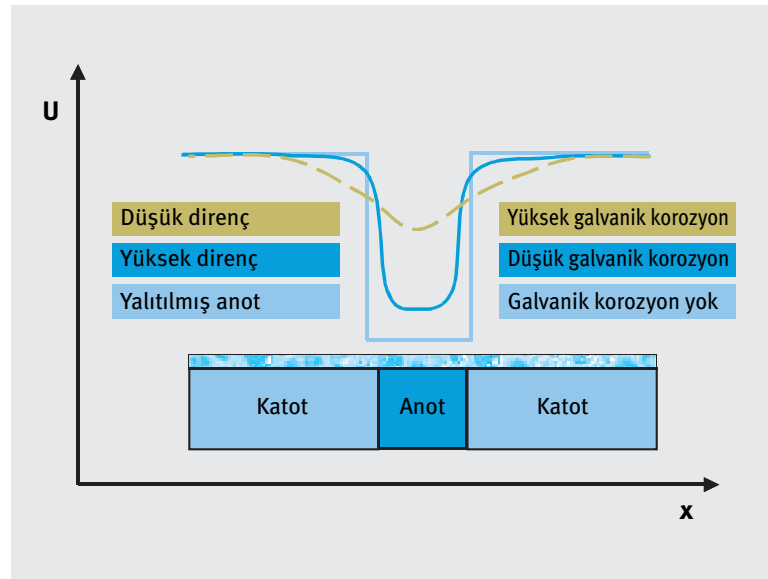 U
Düşük direnç
Yüksek direnç
Yalıtılmış anot
Yüksek galvanik korozyon
Düşük galvanik korozyon
Galvanik korozyon yok
Katot
Anot
Katot
x